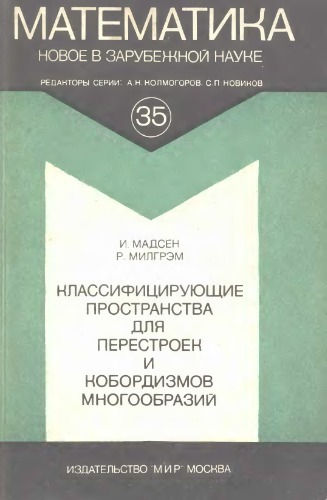 МАТЕМАТИКА
НОВОЕ В ЗАРУБЕЖНОЙ НАУКЕ
РЕДАКТОРЫ СЕРИИ: А.Н. КОЛМОГОРОВ, С.П. НОВИКОВ
35
И. МАДСЕН
Р. МИЛГРЭМ
КЛАССИФИЦИРУЮЩИЕ
ПРОСТРАНСТВА
ДЛЯ
ПЕРЕСТРОЕК
И
КОБОРДИЗМОВ
МНОГООБРАЗИЙ
ИЗДАТЕЛЬСТВО "МИР" МОСКВА